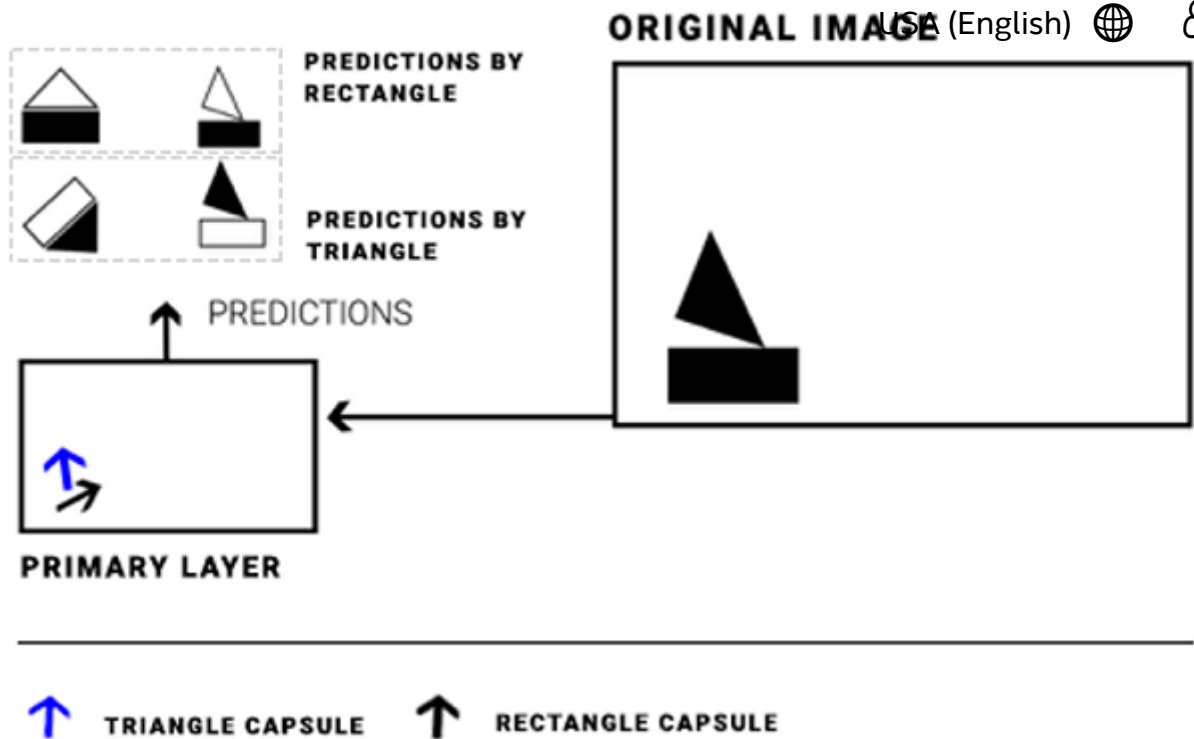 ORIGINAL IMAGE
USA (English)
PREDICTIONS BY
RECTANGLE
PREDICTIONS BY
TRIANGLE
PREDICTIONS
PRIMARY LAYER
TRIANGLE CAPSULE
RECTANGLE CAPSULE